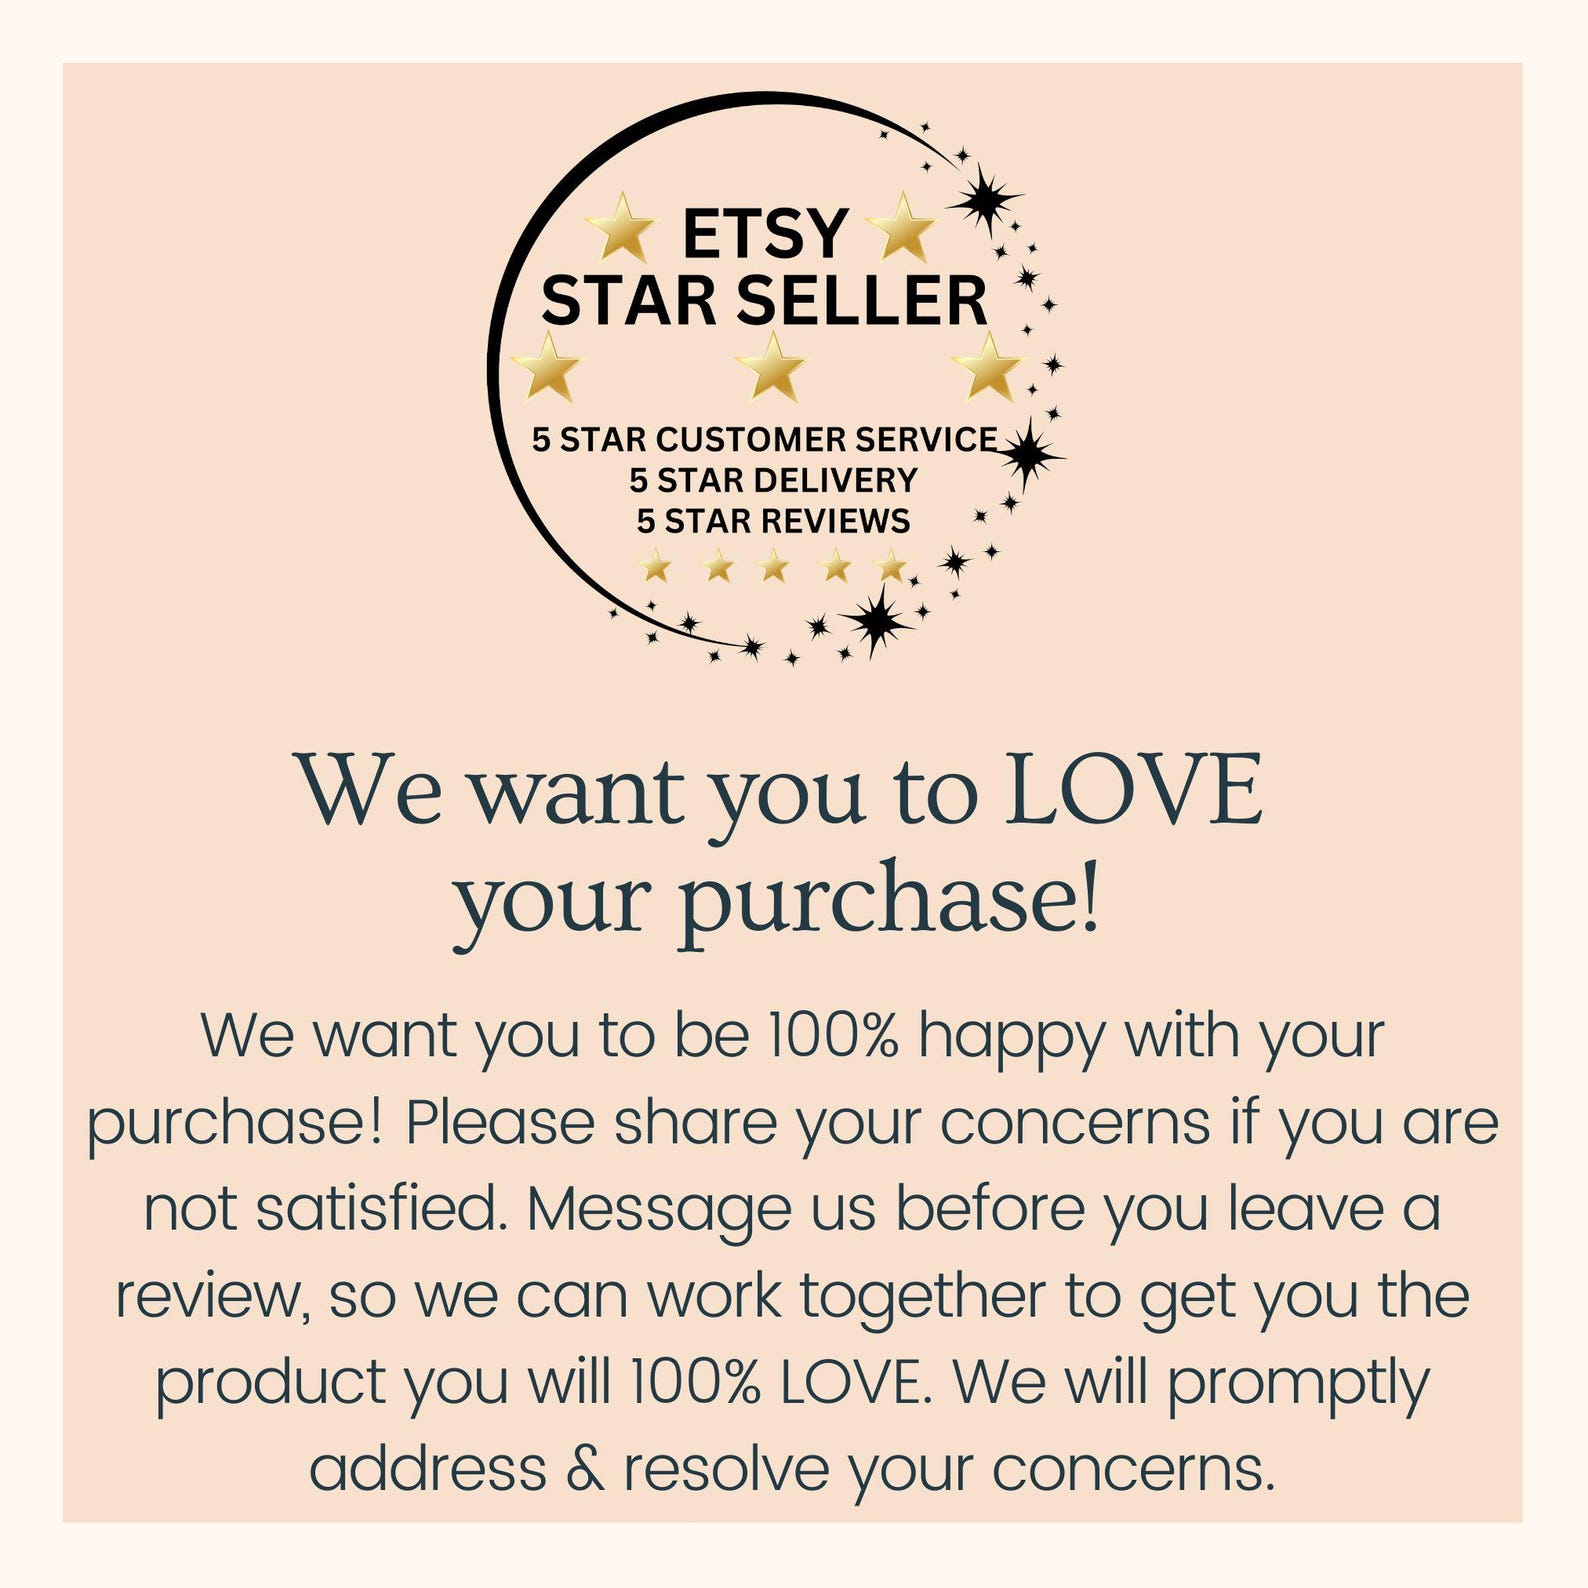 ETSY
STAR SELLER
5 STAR CUSTOMER SERVICE
5 STAR DELIVERY
5 STAR REVIEWS
We want you to LOVE
your purchase!
We want you to be 100% happy with your
purchase! Please share your concerns if you are
not satisfied. Message us before you leave a
review, so we can work together to get you the
product you will 100% LOVE. We will promptly
address & resolve your concerns.